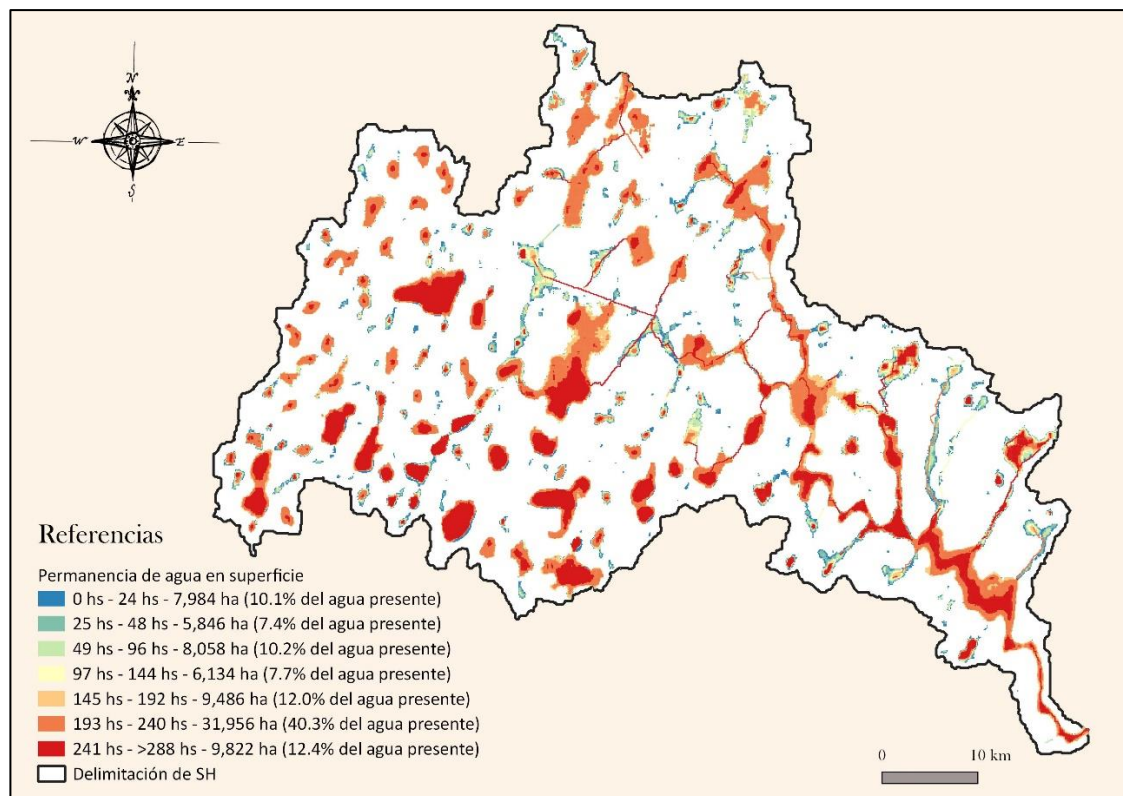 N
W
E
S
Referencias
Permanencia de agua en superficie
0 hs - 24 hs - 7,984 ha (10.1% del agua presente)
25 hs - 48 hs - 5,846 ha (7.4% del agua presente)
49 hs - 96 hs - 8,058 ha (10.2% del agua presente)
97 hs - 144 hs - 6,134 ha (7.7% del agua presente)
145 hs - 192 hs - 9,486 ha (12.0% del agua presente)
193 hs - 240 hs - 31,956 ha (40.3% del agua presente)
241 hs - >288 hs - 9,822 ha (12.4% del agua presente)
Delimitación de SH
0 10 km